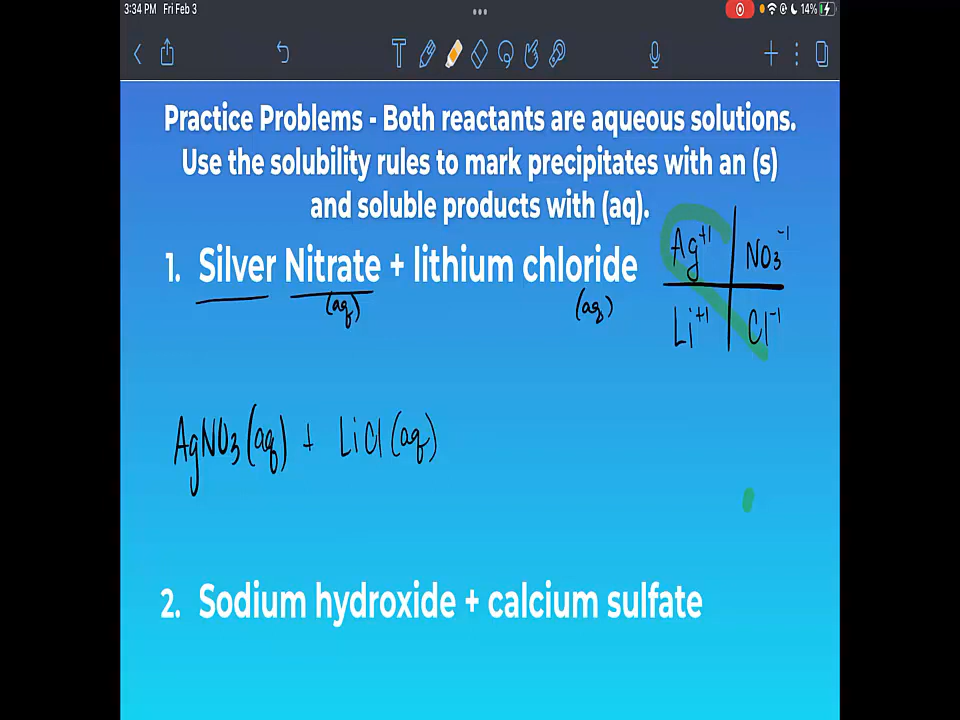 3:34 PM Fri Feb 3
14%
Practice Problems - Both reactants are aqueous solutions.
Use the solubility rules to mark precipitates with an (s)
and soluble products with (aq).
1. Silver Nitrate + lithium chloride
(aq) (aq)
Ag+1 NO3-1
Li+1 Cl-1
AgNO3(aq) + LiCl(aq)
2. Sodium hydroxide + calcium sulfate